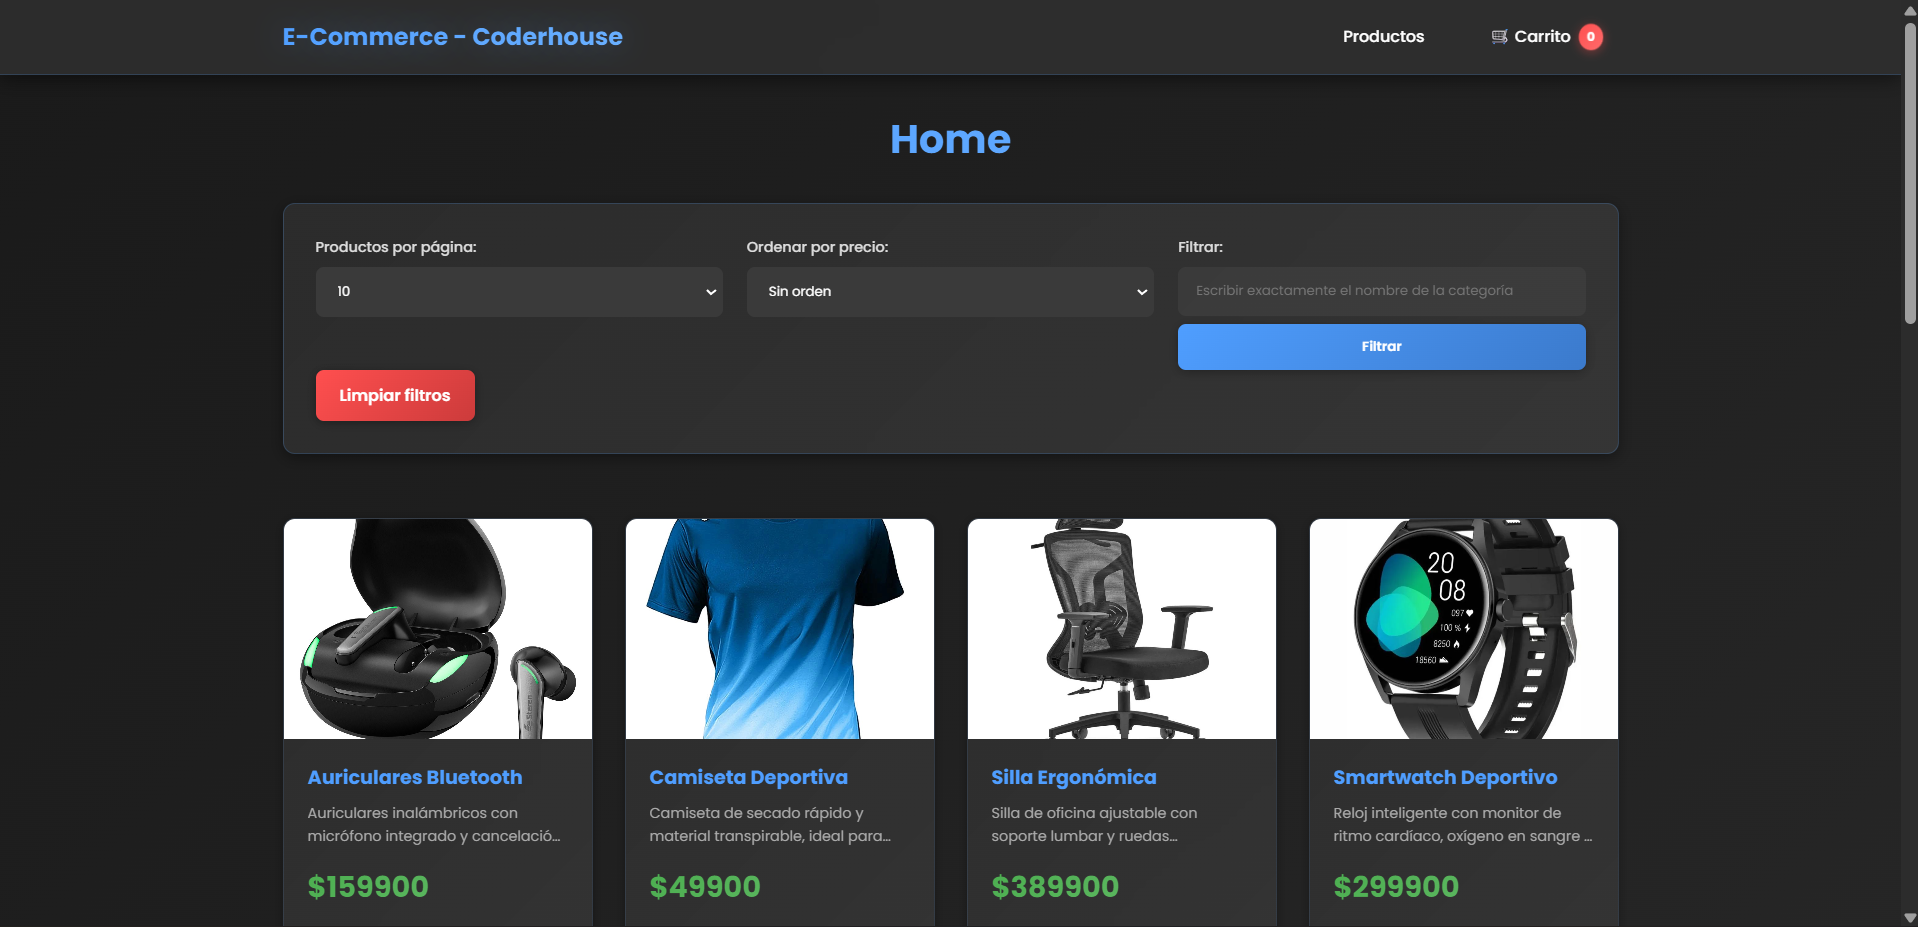 E-Commerce - Coderhouse
Productos
Carrito 0
Home
Productos por página:
Ordenar por precio:
Filtrar:
10
Sin orden
Escribir exactamente el nombre de la categoría
Filtrar
Limpiar filtros
20
08
097
100 %
8250
18560
Auriculares Bluetooth
Auriculares inalámbricos con
micrófono integrado y cancelació...
$159900
Camiseta Deportiva
Camiseta de secado rápido y
material transpirable, ideal para...
$49900
Silla Ergonómica
Silla de oficina ajustable con
soporte lumbar y ruedas...
$389900
Smartwatch Deportivo
Reloj inteligente con monitor de
ritmo cardíaco, oxígeno en sangre ...
$299900